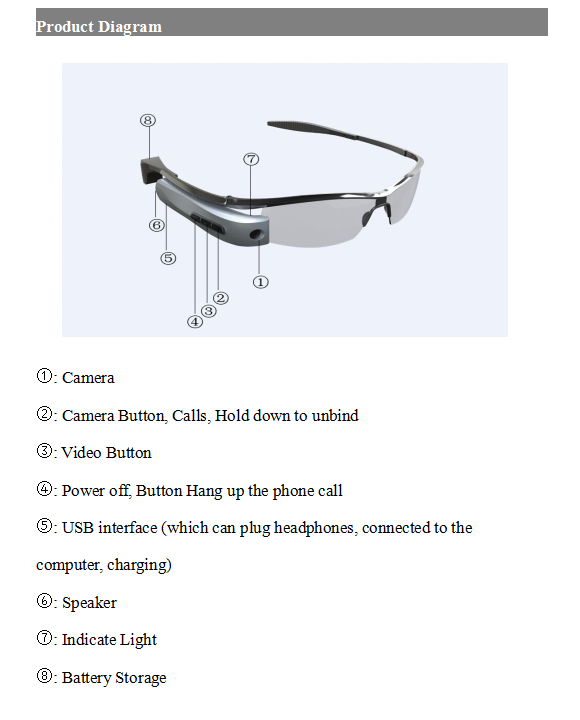 Product Diagram
⑧
⑦
⑥
⑤
①
②
③
④
①: Camera
②: Camera Button, Calls, Hold down to unbind
③: Video Button
④: Power off, Button Hang up the phone call
⑤: USB interface (which can plug headphones, connected to the
computer, charging)
⑥: Speaker
⑦: Indicate Light
⑧: Battery Storage